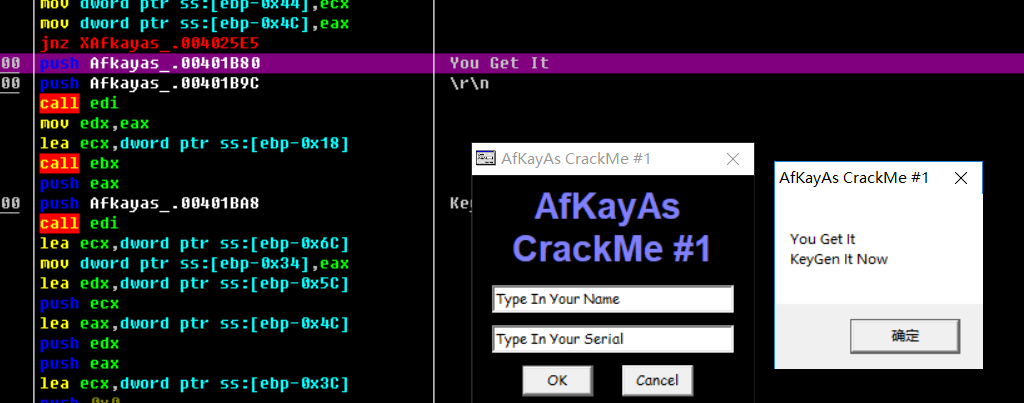 mov dword ptr ss:[ebp-0x44],ecx
mov dword ptr ss:[ebp-0x4C],eax
jnz XAfkayas_.004025E5
00 push Afkayas_.00401B80 You Get It
00 push Afkayas_.00401B9C \r\n
call edi
mov edx,eax
lea ecx,dword ptr ss:[ebp-0x18]
call ebx
push eax
00 push Afkayas_.00401BA8 Key
call edi
lea ecx,dword ptr ss:[ebp-0x6C]
mov dword ptr ss:[ebp-0x34],eax
lea edx,dword ptr ss:[ebp-0x5C]
push ecx
lea eax,dword ptr ss:[ebp-0x4C]
push edx
push eax
lea ecx,dword ptr ss:[ebp-0x3C]
push 0x0
AfKayAs CrackMe #1
AfKayAs
CrackMe #1
Type In Your Name
Type In Your Serial
OK Cancel
AfKayAs CrackMe #1
You Get It
KeyGen It Now
确定